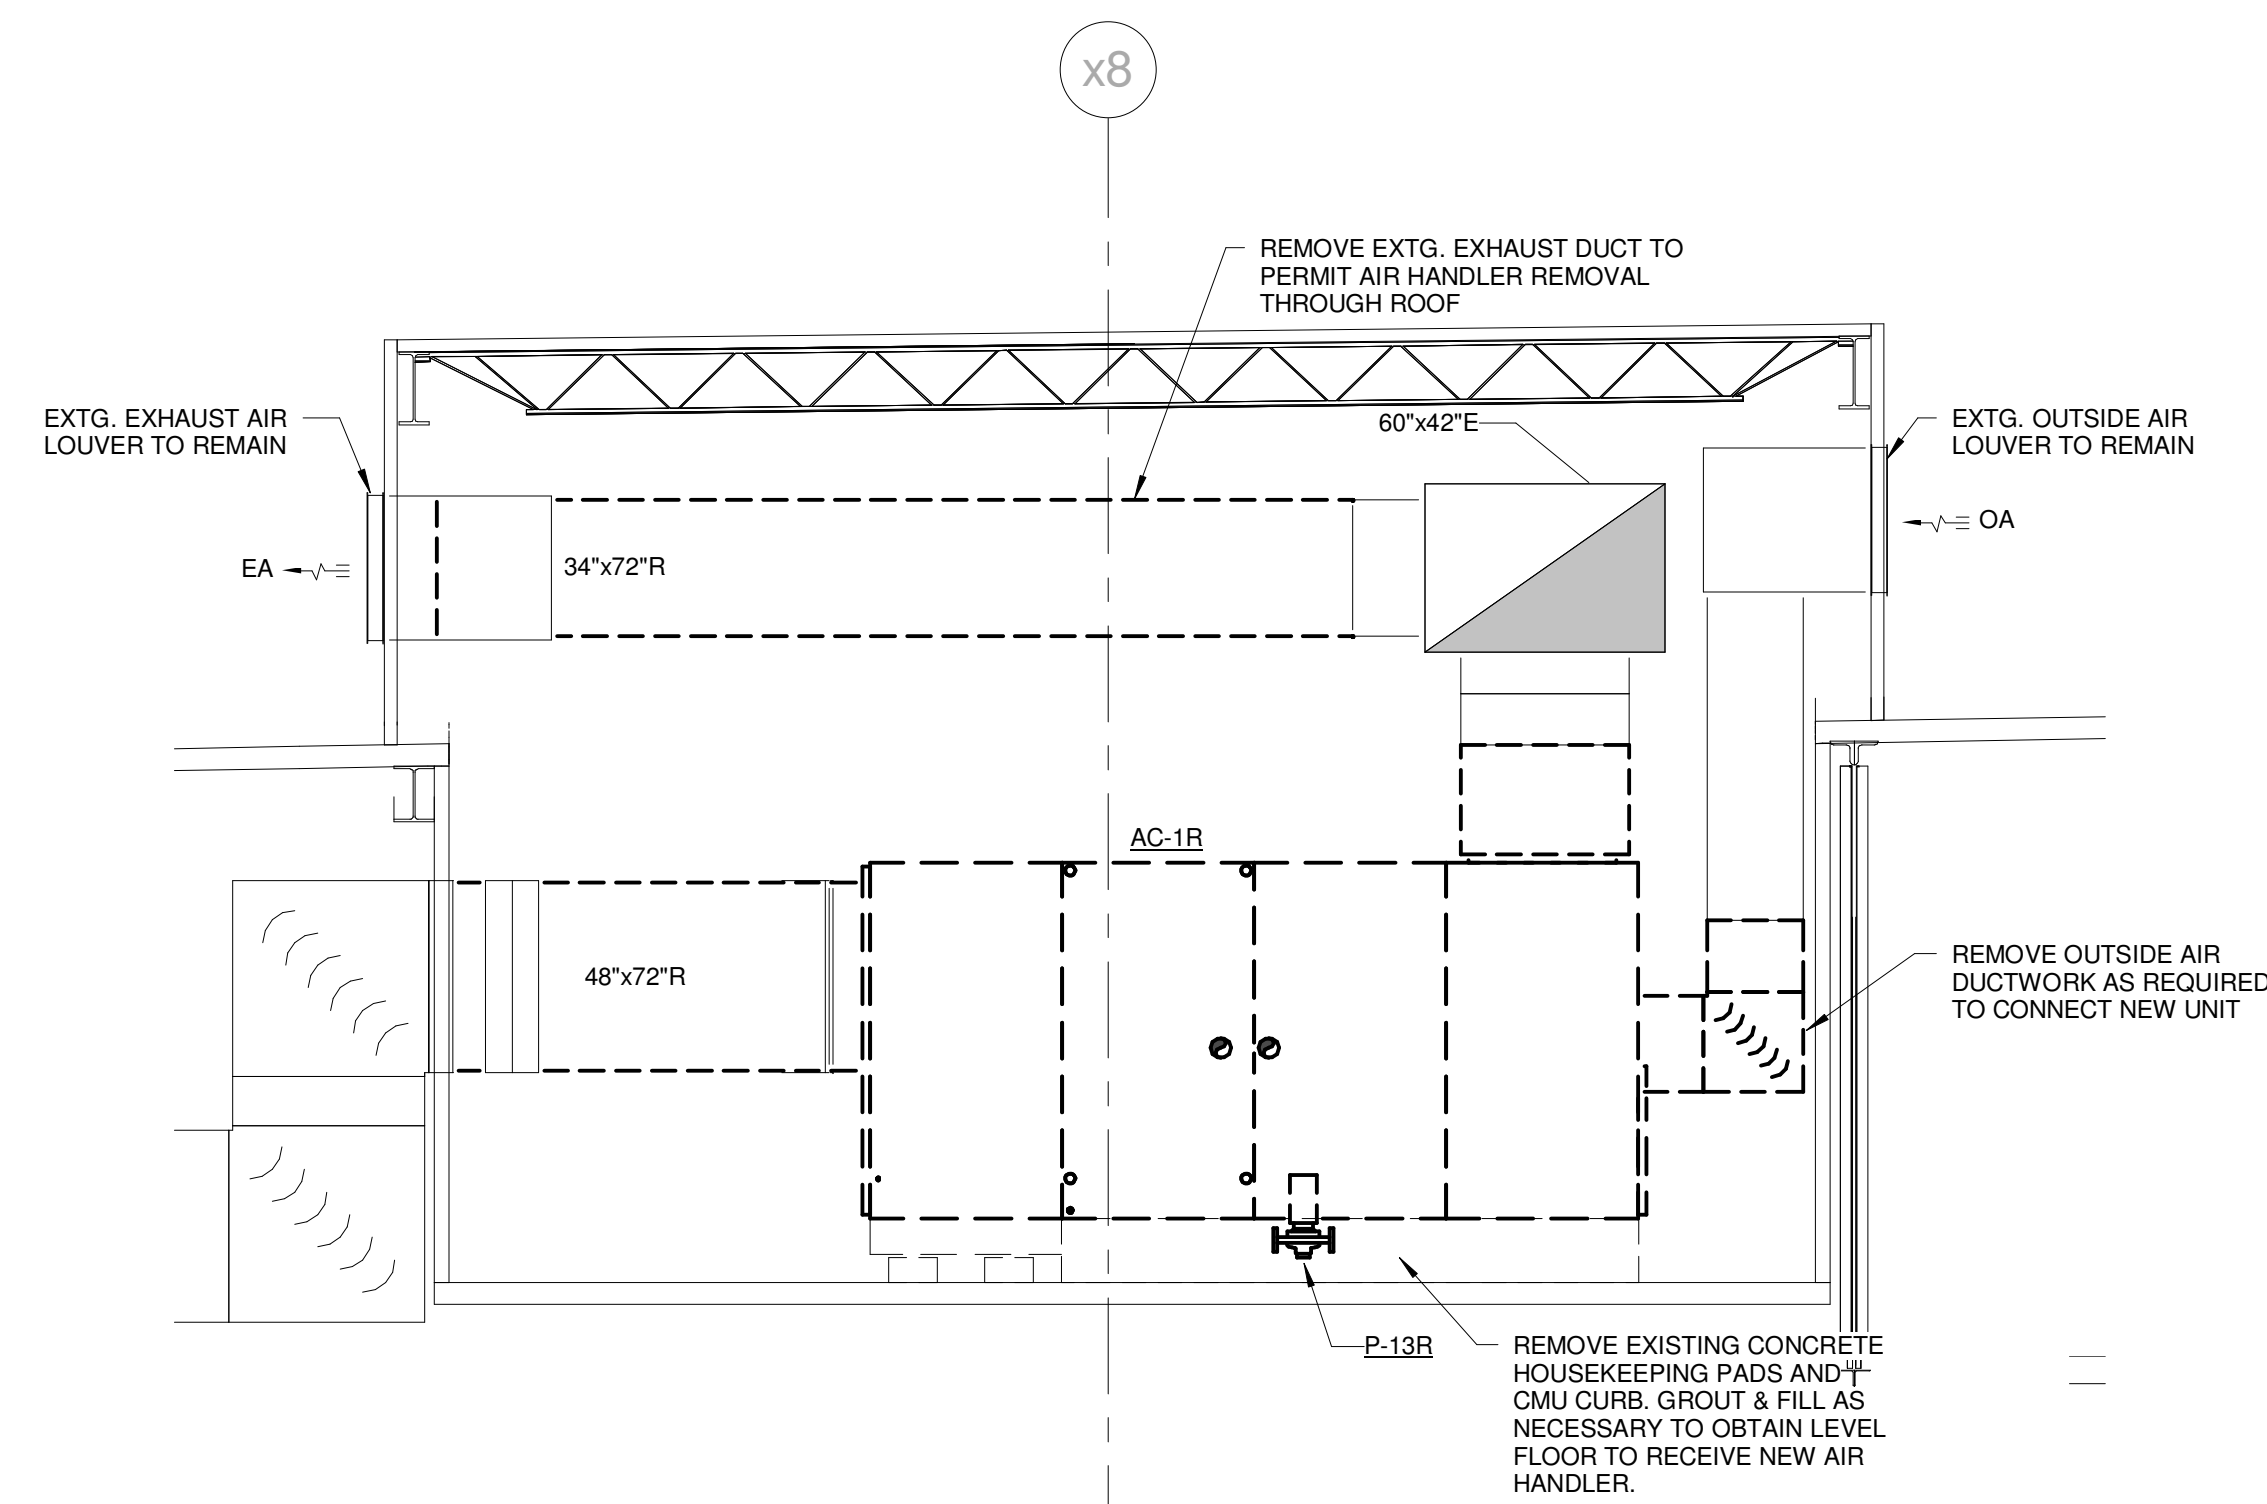 x8
REMOVE EXTG. EXHAUST DUCT TO
PERMIT AIR HANDLER REMOVAL
THROUGH ROOF
EXTG. EXHAUST AIR
LOUVER TO REMAIN
60"x42"E
EXTG. OUTSIDE AIR
LOUVER TO REMAIN
OA
EA
34"x72"R
AC-1R
48"x72"R
REMOVE OUTSIDE AIR
DUCTWORK AS REQUIRED
TO CONNECT NEW UNIT
P-13R
REMOVE EXISTING CONCRETE
HOUSEKEEPING PADS AND
CMU CURB. GROUT & FILL AS
NECESSARY TO OBTAIN LEVEL
FLOOR TO RECEIVE NEW AIR
HANDLER.